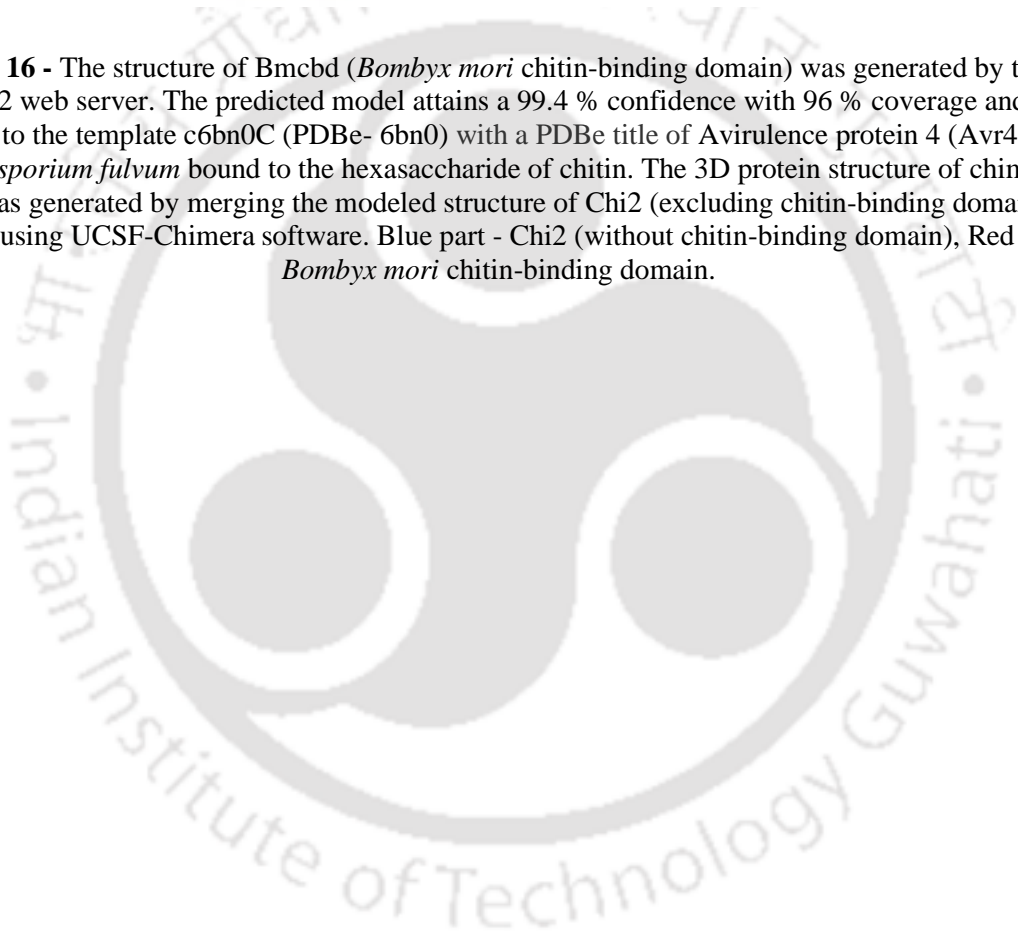 16 - The structure of Bmcbd (Bombyx mori chitin-binding domain) was generated by t
2 web server. The predicted model attains a 99.4 % confidence with 96 % coverage and
to the template c6bn0C (PDBe- 6bn0) with a PDBe title of Avirulence protein 4 (Avr4
sporium fulvum bound to the hexasaccharide of chitin. The 3D protein structure of chim
as generated by merging the modeled structure of Chi2 (excluding chitin-binding doma
using UCSF-Chimera software. Blue part - Chi2 (without chitin-binding domain), Red
Bombyx mori chitin-binding domain.
Indian Institute of Technology Guwahati